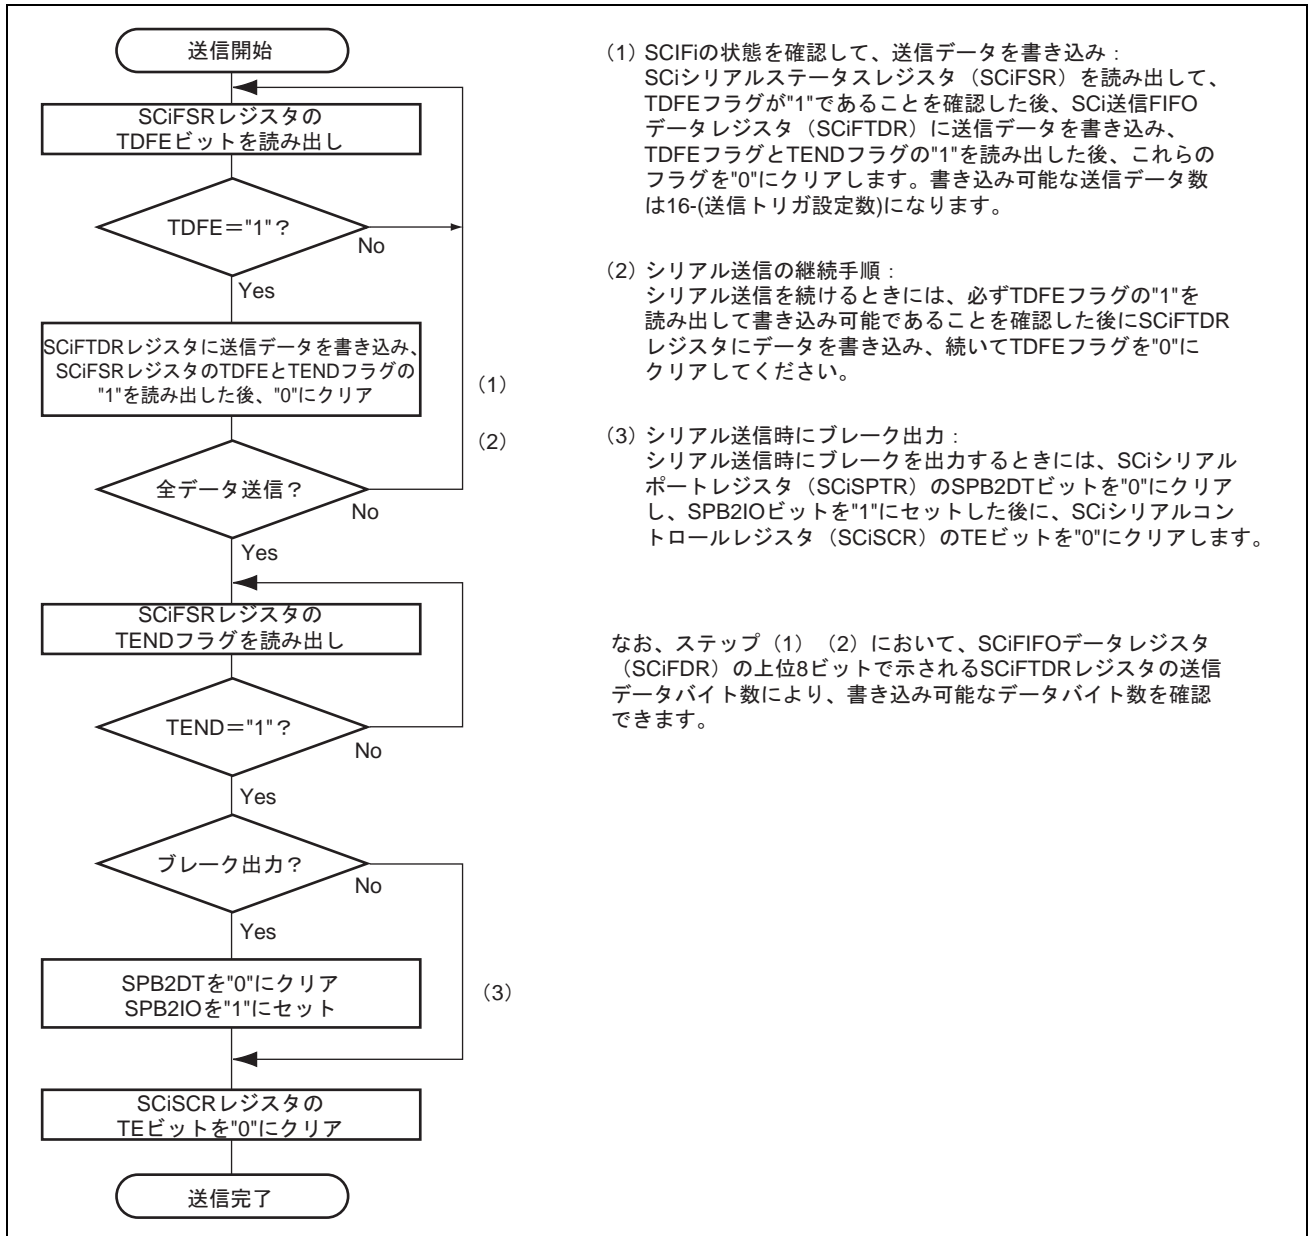 送信開始
SCiFSRレジスタの
TDFEビットを読み出し
TDFE＝"1"？
No
Yes
SCiFTDRレジスタに送信データを書き込み、
SCiFSRレジスタのTDFEとTENDフラグの
"1"を読み出した後、"0"にクリア
（1）
（2）
全データ送信？
No
Yes
SCiFSRレジスタの
TENDフラグを読み出し
TEND＝"1"？
No
Yes
ブレーク出力？
No
Yes
SPB2DTを"0"にクリア
SPB2IOを"1"にセット
（3）
SCiSCRレジスタの
TEビットを"0"にクリア
送信完了
（1）SCIFiの状態を確認して、送信データを書き込み：
SCiシリアルステータスレジスタ（SCiFSR）を読み出して、
TDFEフラグが"1"であることを確認した後、SCi送信FIFO
データレジスタ（SCiFTDR）に送信データを書き込み、
TDFEフラグとTENDフラグの"1"を読み出した後、これらの
フラグを"0"にクリアします。書き込み可能な送信データ数
は16-(送信トリガ設定数)になります。
（2）シリアル送信の継続手順：
シリアル送信を続けるときには、必ずTDFEフラグの"1"を
読み出して書き込み可能であることを確認した後にSCiFTDR
レジスタにデータを書き込み、続いてTDFEフラグを"0"に
クリアしてください。
（3）シリアル送信時にブレーク出力：
シリアル送信時にブレークを出力するときには、SCiシリアル
ポートレジスタ（SCiSPTR）のSPB2DTビットを"0"にクリア
し、SPB2IOビットを"1"にセットした後に、SCiシリアルコン
トロールレジスタ（SCiSCR）のTEビットを"0"にクリアします。
なお、ステップ（1）（2）において、SCiFIFOデータレジスタ
（SCiFDR）の上位8ビットで示されるSCiFTDRレジスタの送信
データバイト数により、書き込み可能なデータバイト数を確認
できます。